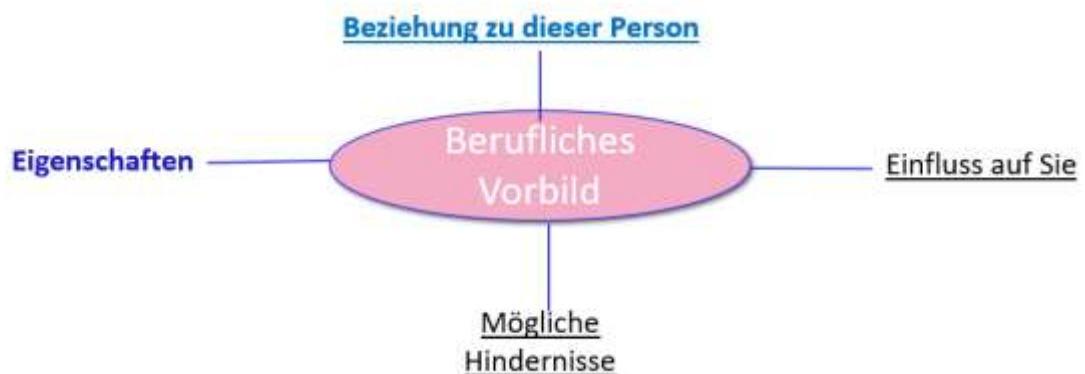 Beziehung zu dieser Person
Berufliches
Vorbild
Eigenschaften
Einfluss auf Sie
Mögliche
Hindernisse